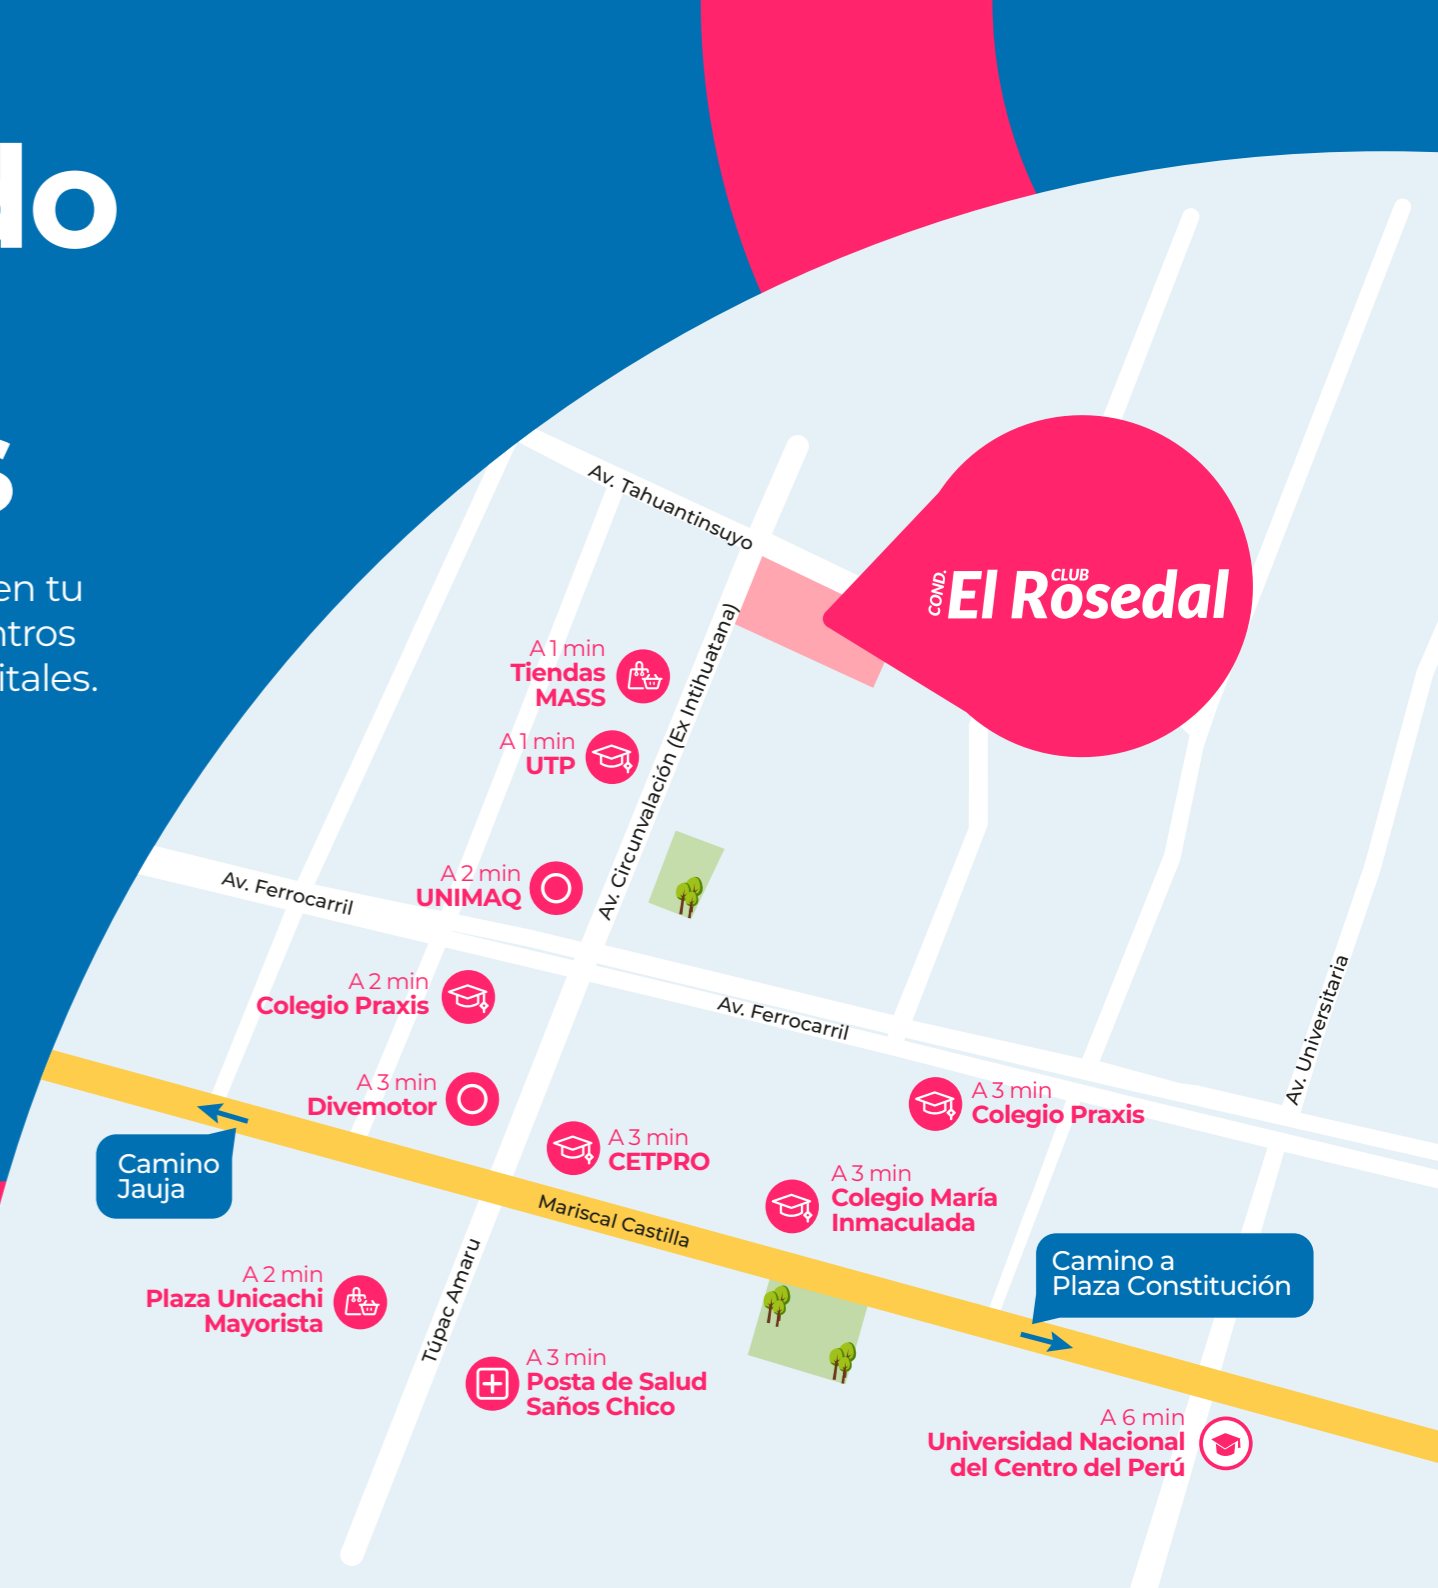 do
s
en tu
ntros
itales.
Av. Tahuantinsuyo
COND.
CLUB
El Rosedal
Av. Circunvalación (Ex Intihuatana)
A 1 min
Tiendas
MASS
A 1 min
UTP
A 2 min
UNIMAQ
Av. Ferrocarril
A 2 min
Colegio Praxis
Av. Ferrocarril
Av. Universitaria
A 3 min
Divemotor
A 3 min
Colegio Praxis
A 3 min
CETPRO
Camino
Jauja
A 3 min
Colegio María
Inmaculada
Mariscal Castilla
Camino a
Plaza Constitución
Túpac Amaru
A 2 min
Plaza Unicachi
Mayorista
A 3 min
Posta de Salud
Saños Chico
A 6 min
Universidad Nacional
del Centro del Perú